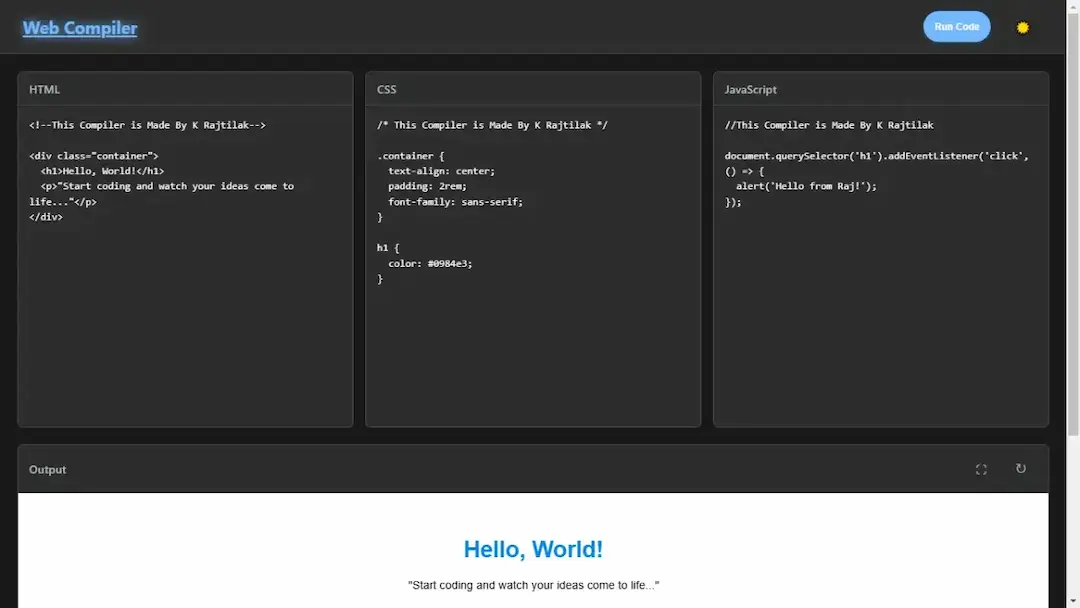 Web Compiler
Run Code
HTML
<!--This Compiler is Made By K Rajtilak-->
<div class="container">
  <h1>Hello, World!</h1>
  <p>"Start coding and watch your ideas come to
life..."</p>
</div>
CSS
/* This Compiler is Made By K Rajtilak */
.container {
  text-align: center;
  padding: 2rem;
  font-family: sans-serif;
}
h1 {
  color: #0984e3;
}
JavaScript
//This Compiler is Made By K Rajtilak
document.querySelector('h1').addEventListener('click',
() => {
  alert('Hello from Raj!');
});
Output
Hello, World!
"Start coding and watch your ideas come to life..."